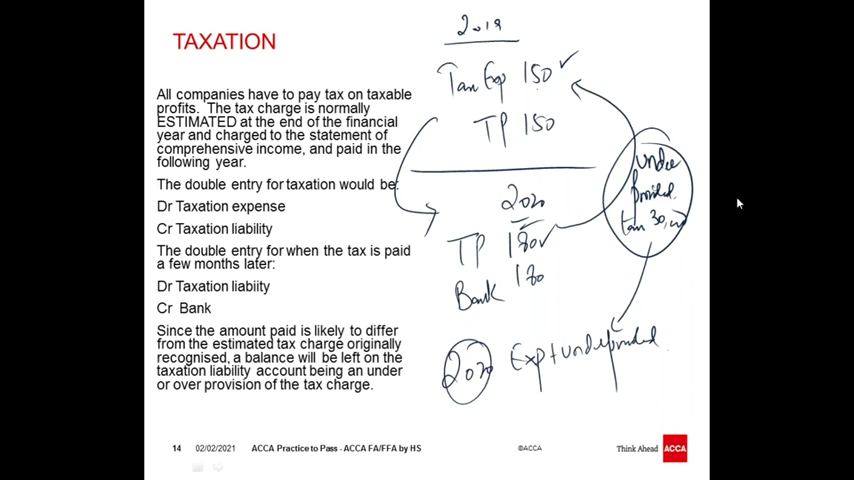 TAXATION
All companies have to pay tax on taxable
profits. The tax charge is normally
ESTIMATED at the end of the financial
year and charged to the statement of
comprehensive income, and paid in the
following year.
The double entry for taxation would be:
Dr Taxation expense
Cr Taxation liability
The double entry for when the tax is paid
a few months later:
Dr Taxation liabiity
Cr Bank
Since the amount paid is likely to differ
from the estimated tax charge originally
recognised, a balance will be left on the
taxation liability account being an under
or over provision of the tax charge.
2019
Tax Exp 150
TP 150
2020
TP 180
Bank 180
under
provided
tax 30,
2020 Exp + underprovided
14 02/02/2021 ACCA Practice to Pass - ACCA FA/FFA by HS ©ACCA Think Ahead ACCA